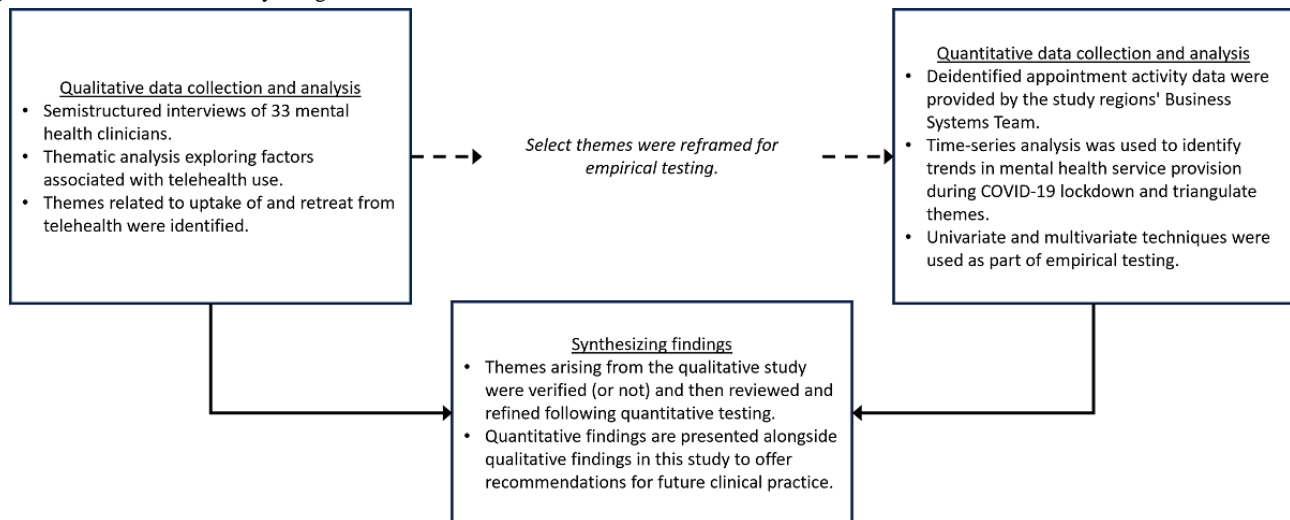 Qualitative data collection and analysis
• Semistructured interviews of 33 mental
health clinicians.
• Thematic analysis exploring factors
associated with telehealth use.
• Themes related to uptake of and retreat from
telehealth were identified.
Select themes were reframed for
empirical testing.
Quantitative data collection and analysis
• Deidentified appointment activity data were
provided by the study regions' Business
Systems Team.
• Time-series analysis was used to identify
trends in mental health service provision
during COVID-19 lockdown and triangulate
themes.
• Univariate and multivariate techniques were
used as part of empirical testing.
Synthesizing findings
• Themes arising from the qualitative study
were verified (or not) and then reviewed and
refined following quantitative testing.
• Quantitative findings are presented alongside
qualitative findings in this study to offer
recommendations for future clinical practice.